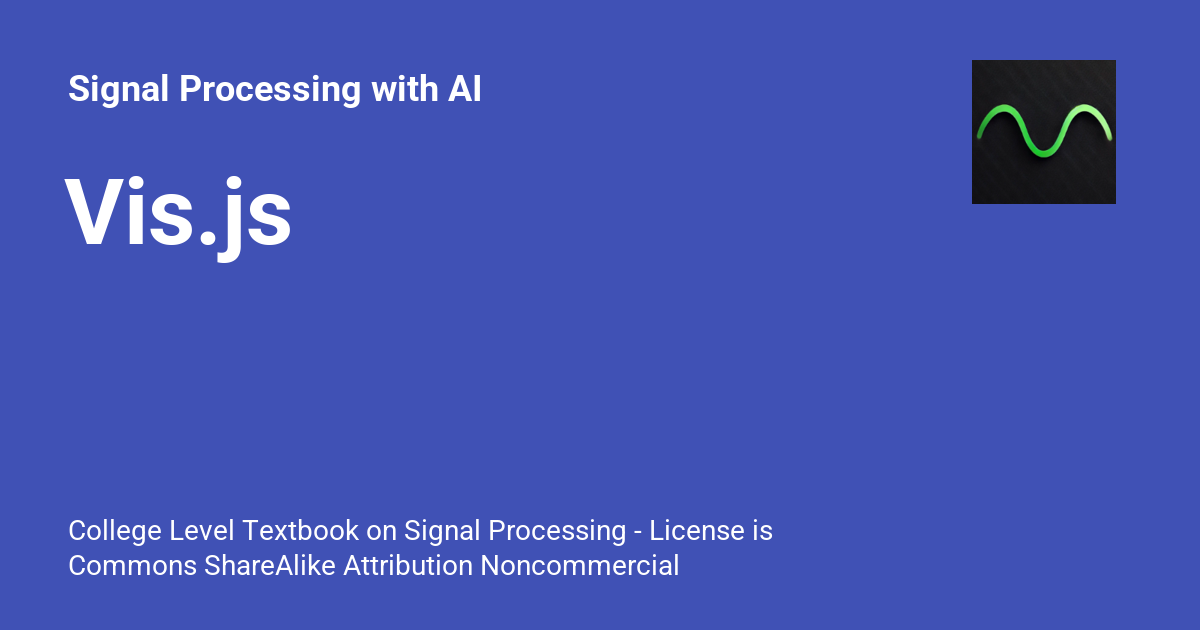 Signal Processing with AI
Vis.js
College Level Textbook on Signal Processing - License is
Commons ShareAlike Attribution Noncommercial